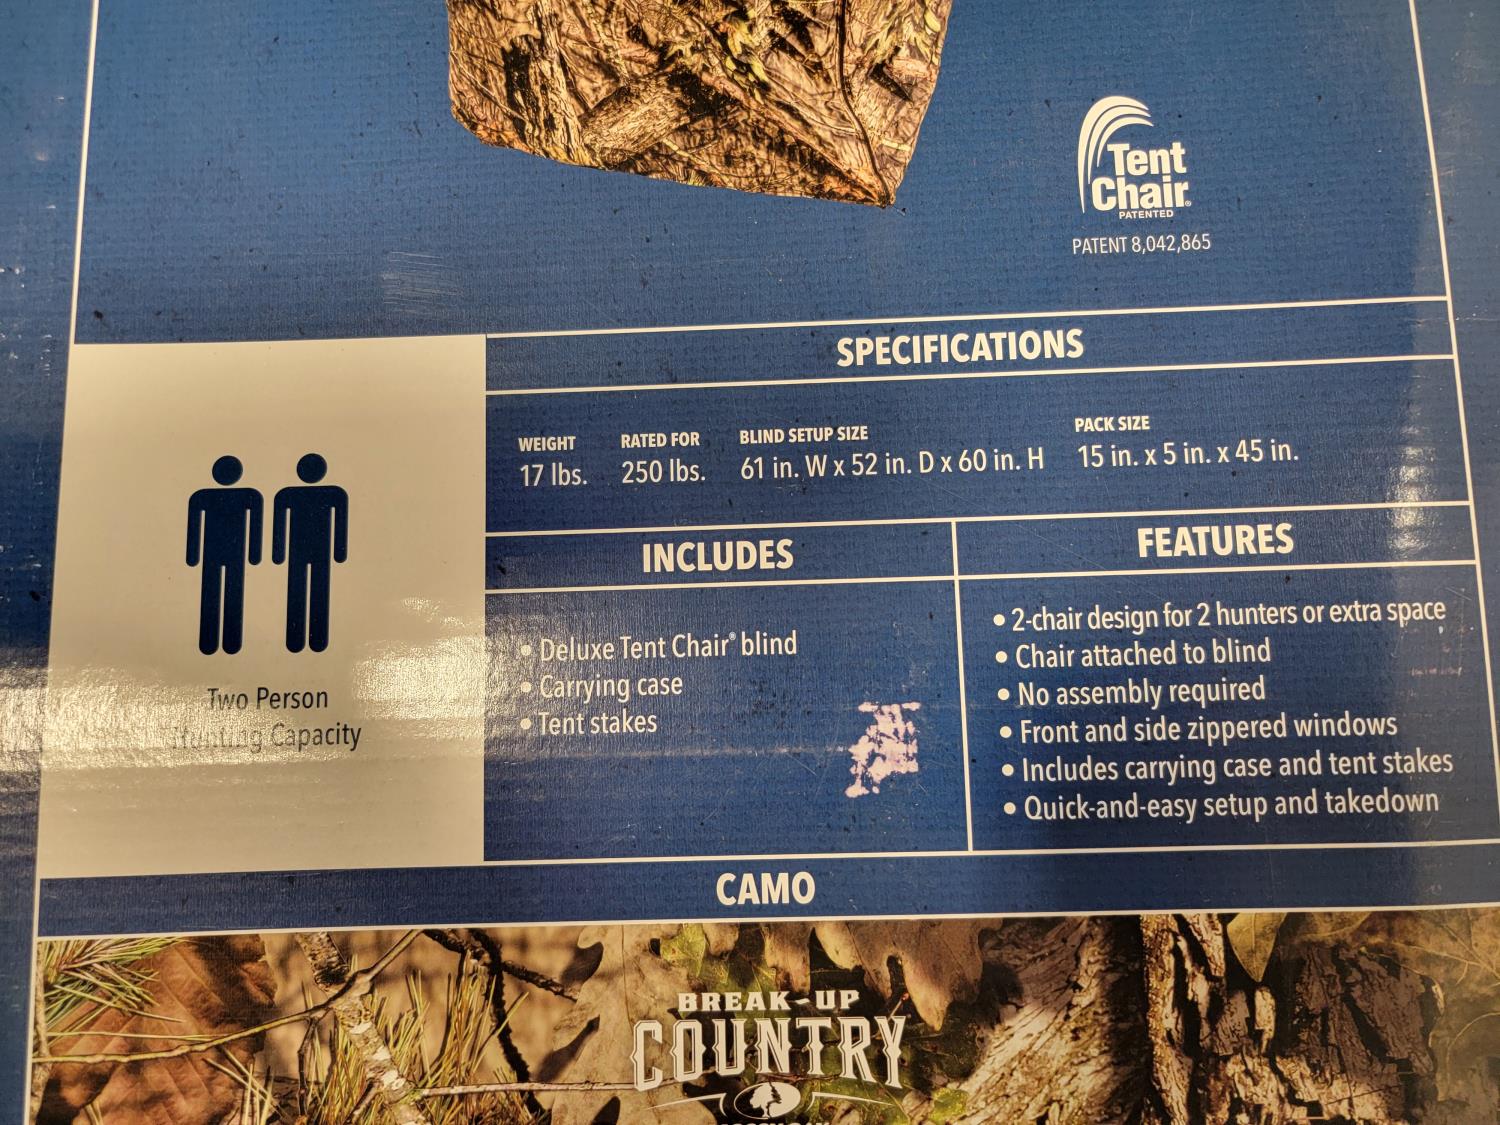 Tent
Chair®
PATENTED
PATENT 8,042,865
SPECIFICATIONS
WEIGHT
17 lbs.
RATED FOR
250 lbs.
BLIND SETUP SIZE
61 in. W x 52 in. D x 60 in. H
PACK SIZE
15 in. x 5 in. x 45 in.
Two Person
Hunting Capacity
INCLUDES
• Deluxe Tent Chair® blind
• Carrying case
• Tent stakes
FEATURES
• 2-chair design for 2 hunters or extra space
• Chair attached to blind
• No assembly required
• Front and side zippered windows
• Includes carrying case and tent stakes
• Quick-and-easy setup and takedown
CAMO
BREAK-UP
COUNTRY